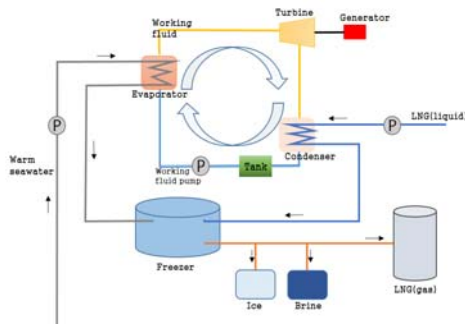 Working
fluid
Turbine
Generator
Evaporator
P
P
LNG(liquid)
P
Condenser
Warm
seawater
Working
fluid pump
Tank
Freezer
Ice
Brine
LNG(gas)